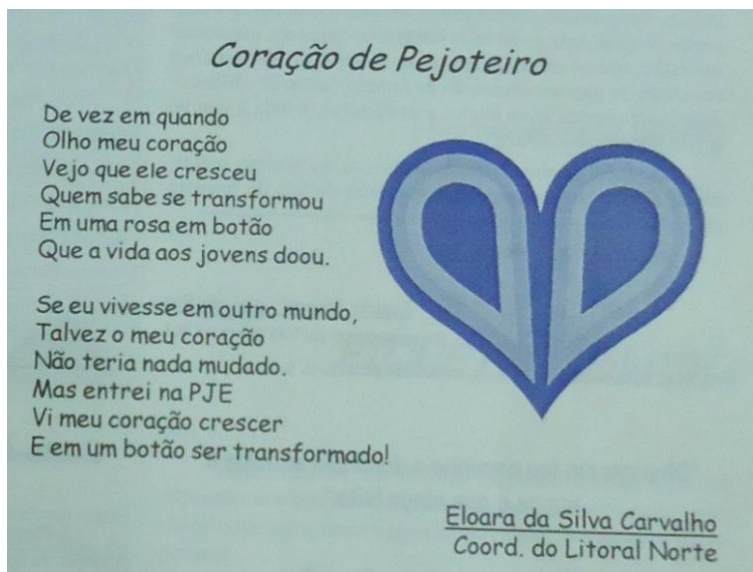 Coração de Pejoteiro
De vez em quando
Olho meu coração
Vejo que ele cresceu
Quem sabe se transformou
Em uma rosa em botão
Que a vida aos jovens doou.
Se eu vivesse em outro mundo,
Talvez o meu coração
Não teria nada mudado.
Mas entrei na PJE
Vi meu coração crescer
E em um botão ser transformado!
Eloara da Silva Carvalho
Coord. do Litoral Norte